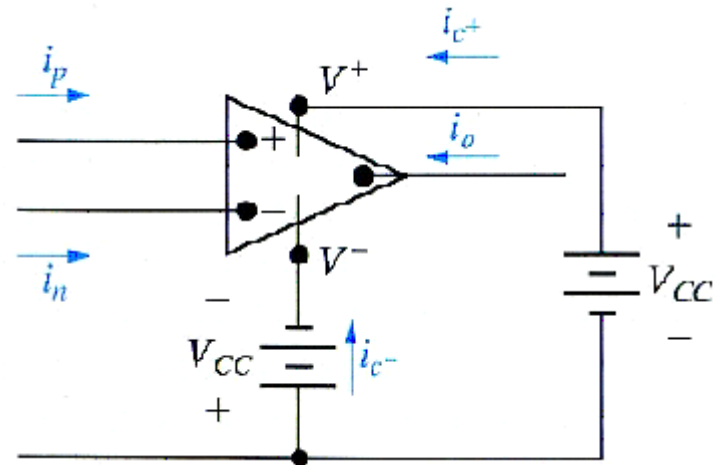 i_c+
i_p
V+
i_o
+
−
i_n
V−
−
+
V_CC
V_CC
i_c−
+
−